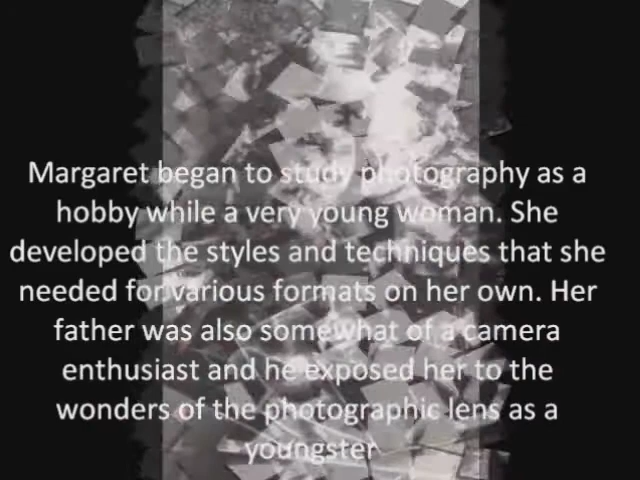 Margaret began to study photography as a
hobby while a very young woman. She
developed the styles and techniques that she
needed for various formats on her own. Her
father was also somewhat of a camera
enthusiast and he exposed her to the
wonders of the photographic lens as a
youngster